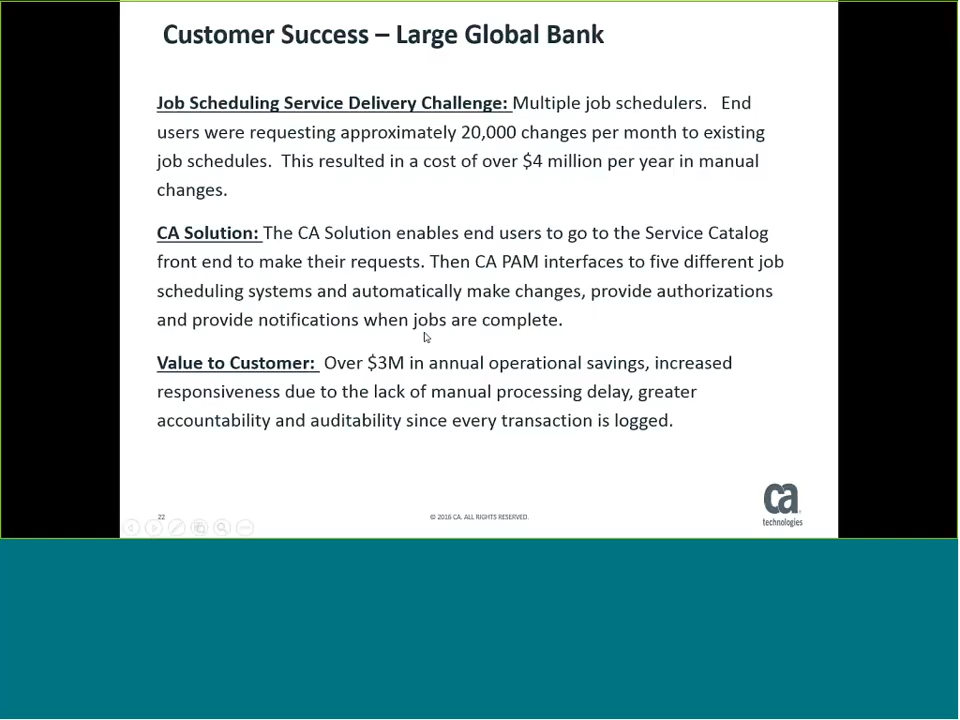 Customer Success – Large Global Bank
Job Scheduling Service Delivery Challenge: Multiple job schedulers.   End
users were requesting approximately 20,000 changes per month to existing
job schedules.  This resulted in a cost of over $4 million per year in manual
changes.
CA Solution: The CA Solution enables end users to go to the Service Catalog
front end to make their requests. Then CA PAM interfaces to five different job
scheduling systems and automatically make changes, provide authorizations
and provide notifications when jobs are complete.
Value to Customer:  Over $3M in annual operational savings, increased
responsiveness due to the lack of manual processing delay, greater
accountability and auditability since every transaction is logged.
22
© 2016 CA. ALL RIGHTS RESERVED.
ca
technologies